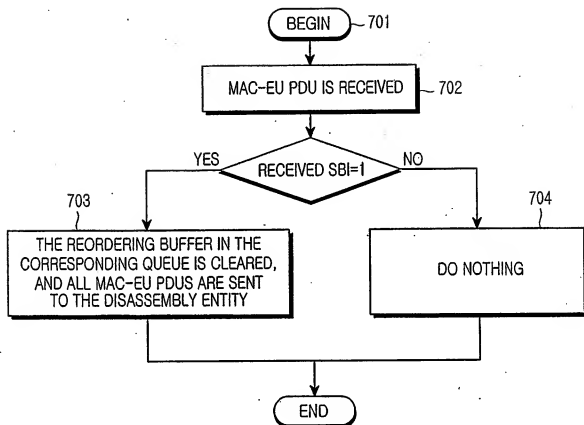 BEGIN
701
MAC-EU PDU IS RECEIVED
702
RECEIVED SBI=1
YES
NO
703
THE REORDERING BUFFER IN THE
CORRESPONDING QUEUE IS CLEARED,
AND ALL MAC-EU PDUS ARE SENT
TO THE DISASSEMBLY ENTITY
704
DO NOTHING
END